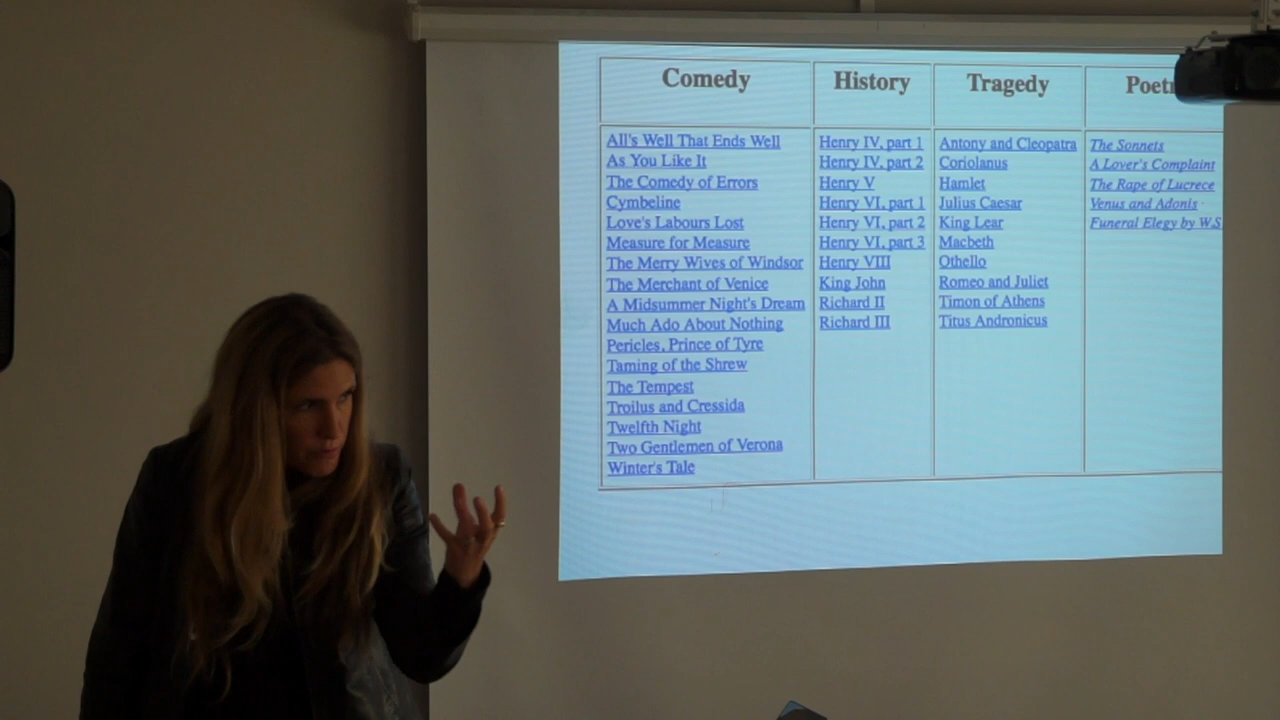 Comedy
All's Well That Ends Well
As You Like It
The Comedy of Errors
Cymbeline
Love's Labours Lost
Measure for Measure
The Merry Wives of Windsor
The Merchant of Venice
A Midsummer Night's Dream
Much Ado About Nothing
Pericles, Prince of Tyre
Taming of the Shrew
The Tempest
Troilus and Cressida
Twelfth Night
Two Gentlemen of Verona
Winter's Tale
History
Henry IV, part 1
Henry IV, part 2
Henry V
Henry VI, part 1
Henry VI, part 2
Henry VI, part 3
Henry VIII
King John
Richard II
Richard III
Tragedy
Antony and Cleopatra
Coriolanus
Hamlet
Julius Caesar
King Lear
Macbeth
Othello
Romeo and Juliet
Timon of Athens
Titus Andronicus
Poet
The Sonnets
A Lover's Complaint
The Rape of Lucrece
Venus and Adonis
Funeral Elegy by W.S